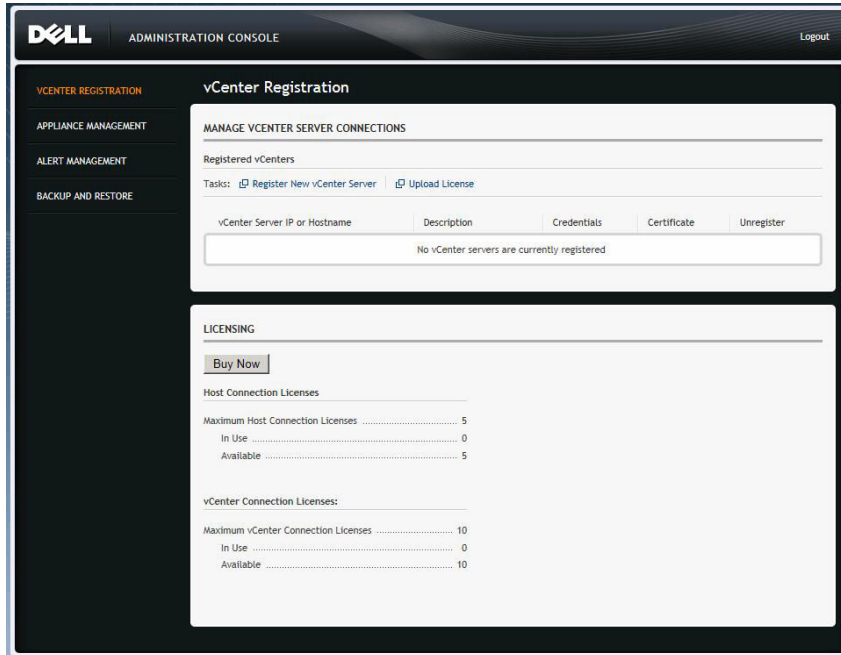 DELL ADMINISTRATION CONSOLE Logout
VCENTER REGISTRATION
APPLIANCE MANAGEMENT
ALERT MANAGEMENT
BACKUP AND RESTORE
vCenter Registration
MANAGE VCENTER SERVER CONNECTIONS
Registered vCenters
Tasks: Register New vCenter Server Upload License
vCenter Server IP or Hostname Description Credentials Certificate Unregister
No vCenter servers are currently registered
LICENSING
Buy Now
Host Connection Licenses
Maximum Host Connection Licenses ................................... 5
In Use ............................................................................ 0
Available ........................................................................ 5
vCenter Connection Licenses:
Maximum vCenter Connection Licenses ............................ 10
In Use ............................................................................ 0
Available ...................................................................... 10